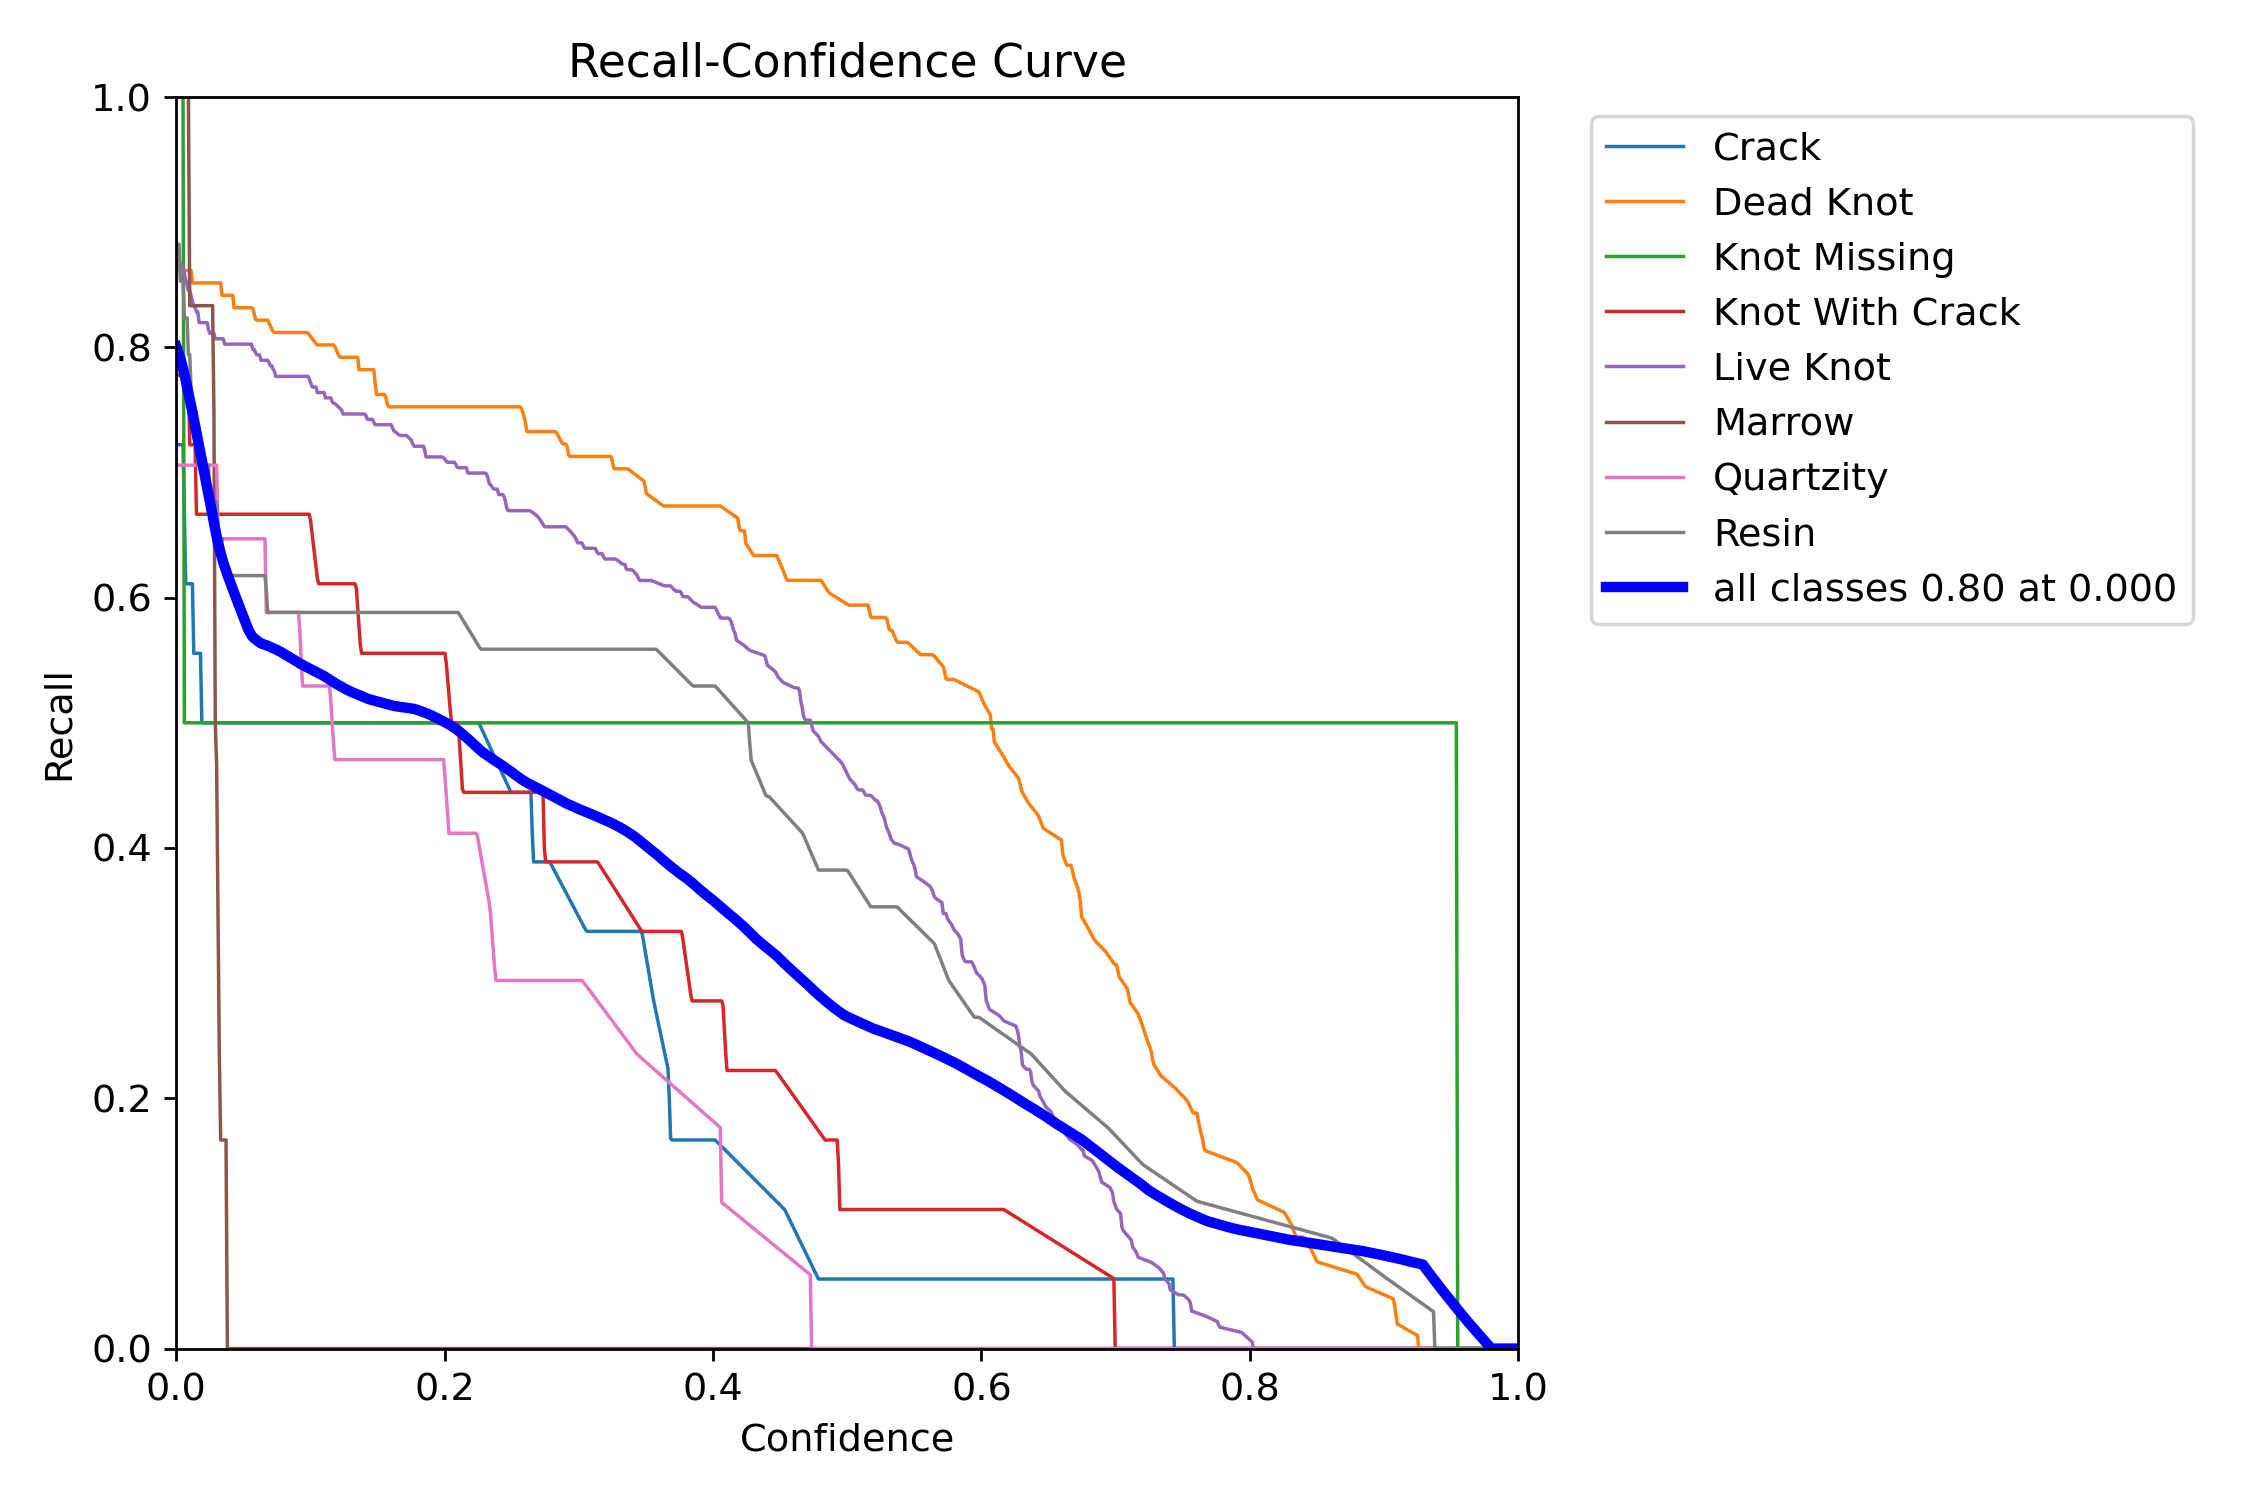 Recall-Confidence Curve
1.0
0.8
0.6
0.4
0.2
0.0
Recall
0.0 0.2 0.4 0.6 0.8 1.0
Confidence
Crack
Dead Knot
Knot Missing
Knot With Crack
Live Knot
Marrow
Quartzity
Resin
all classes 0.80 at 0.000